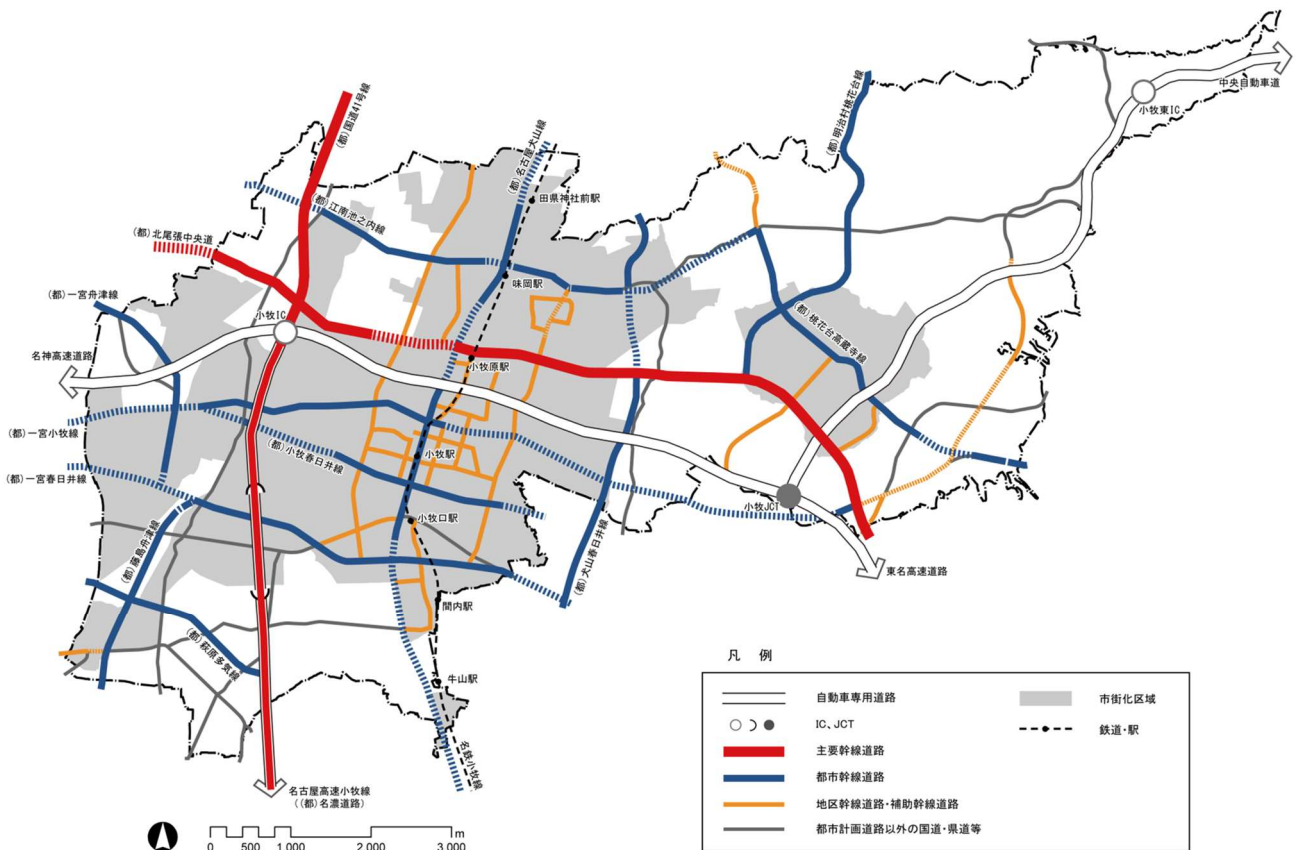 中央自動車道
小牧東IC
(都)明治村桃花台線
(都)国道41号線
(都)名古屋犬山線
田県神社前駅
(都)江南池之内線
(都)北尾張中央道
味岡駅
(都)一宮舟津線
小牧IC
(都)桃花台高蔵寺線
名神高速道路
小牧原駅
(都)一宮小牧線
(都)小牧春日井線
小牧駅
(都)一宮春日井線
小牧JCT
小牧口駅
(都)藤島舟津線
(都)犬山春日井線
東名高速道路
間内駅
(都)萩原多気線
牛山駅
名鉄小牧線
名古屋高速小牧線
((都)名濃道路)
凡 例
自動車専用道路
市街化区域
IC、JCT
鉄道・駅
主要幹線道路
都市幹線道路
地区幹線道路・補助幹線道路
都市計画道路以外の国道・県道等
0 500 1,000 2,000 3,000 m